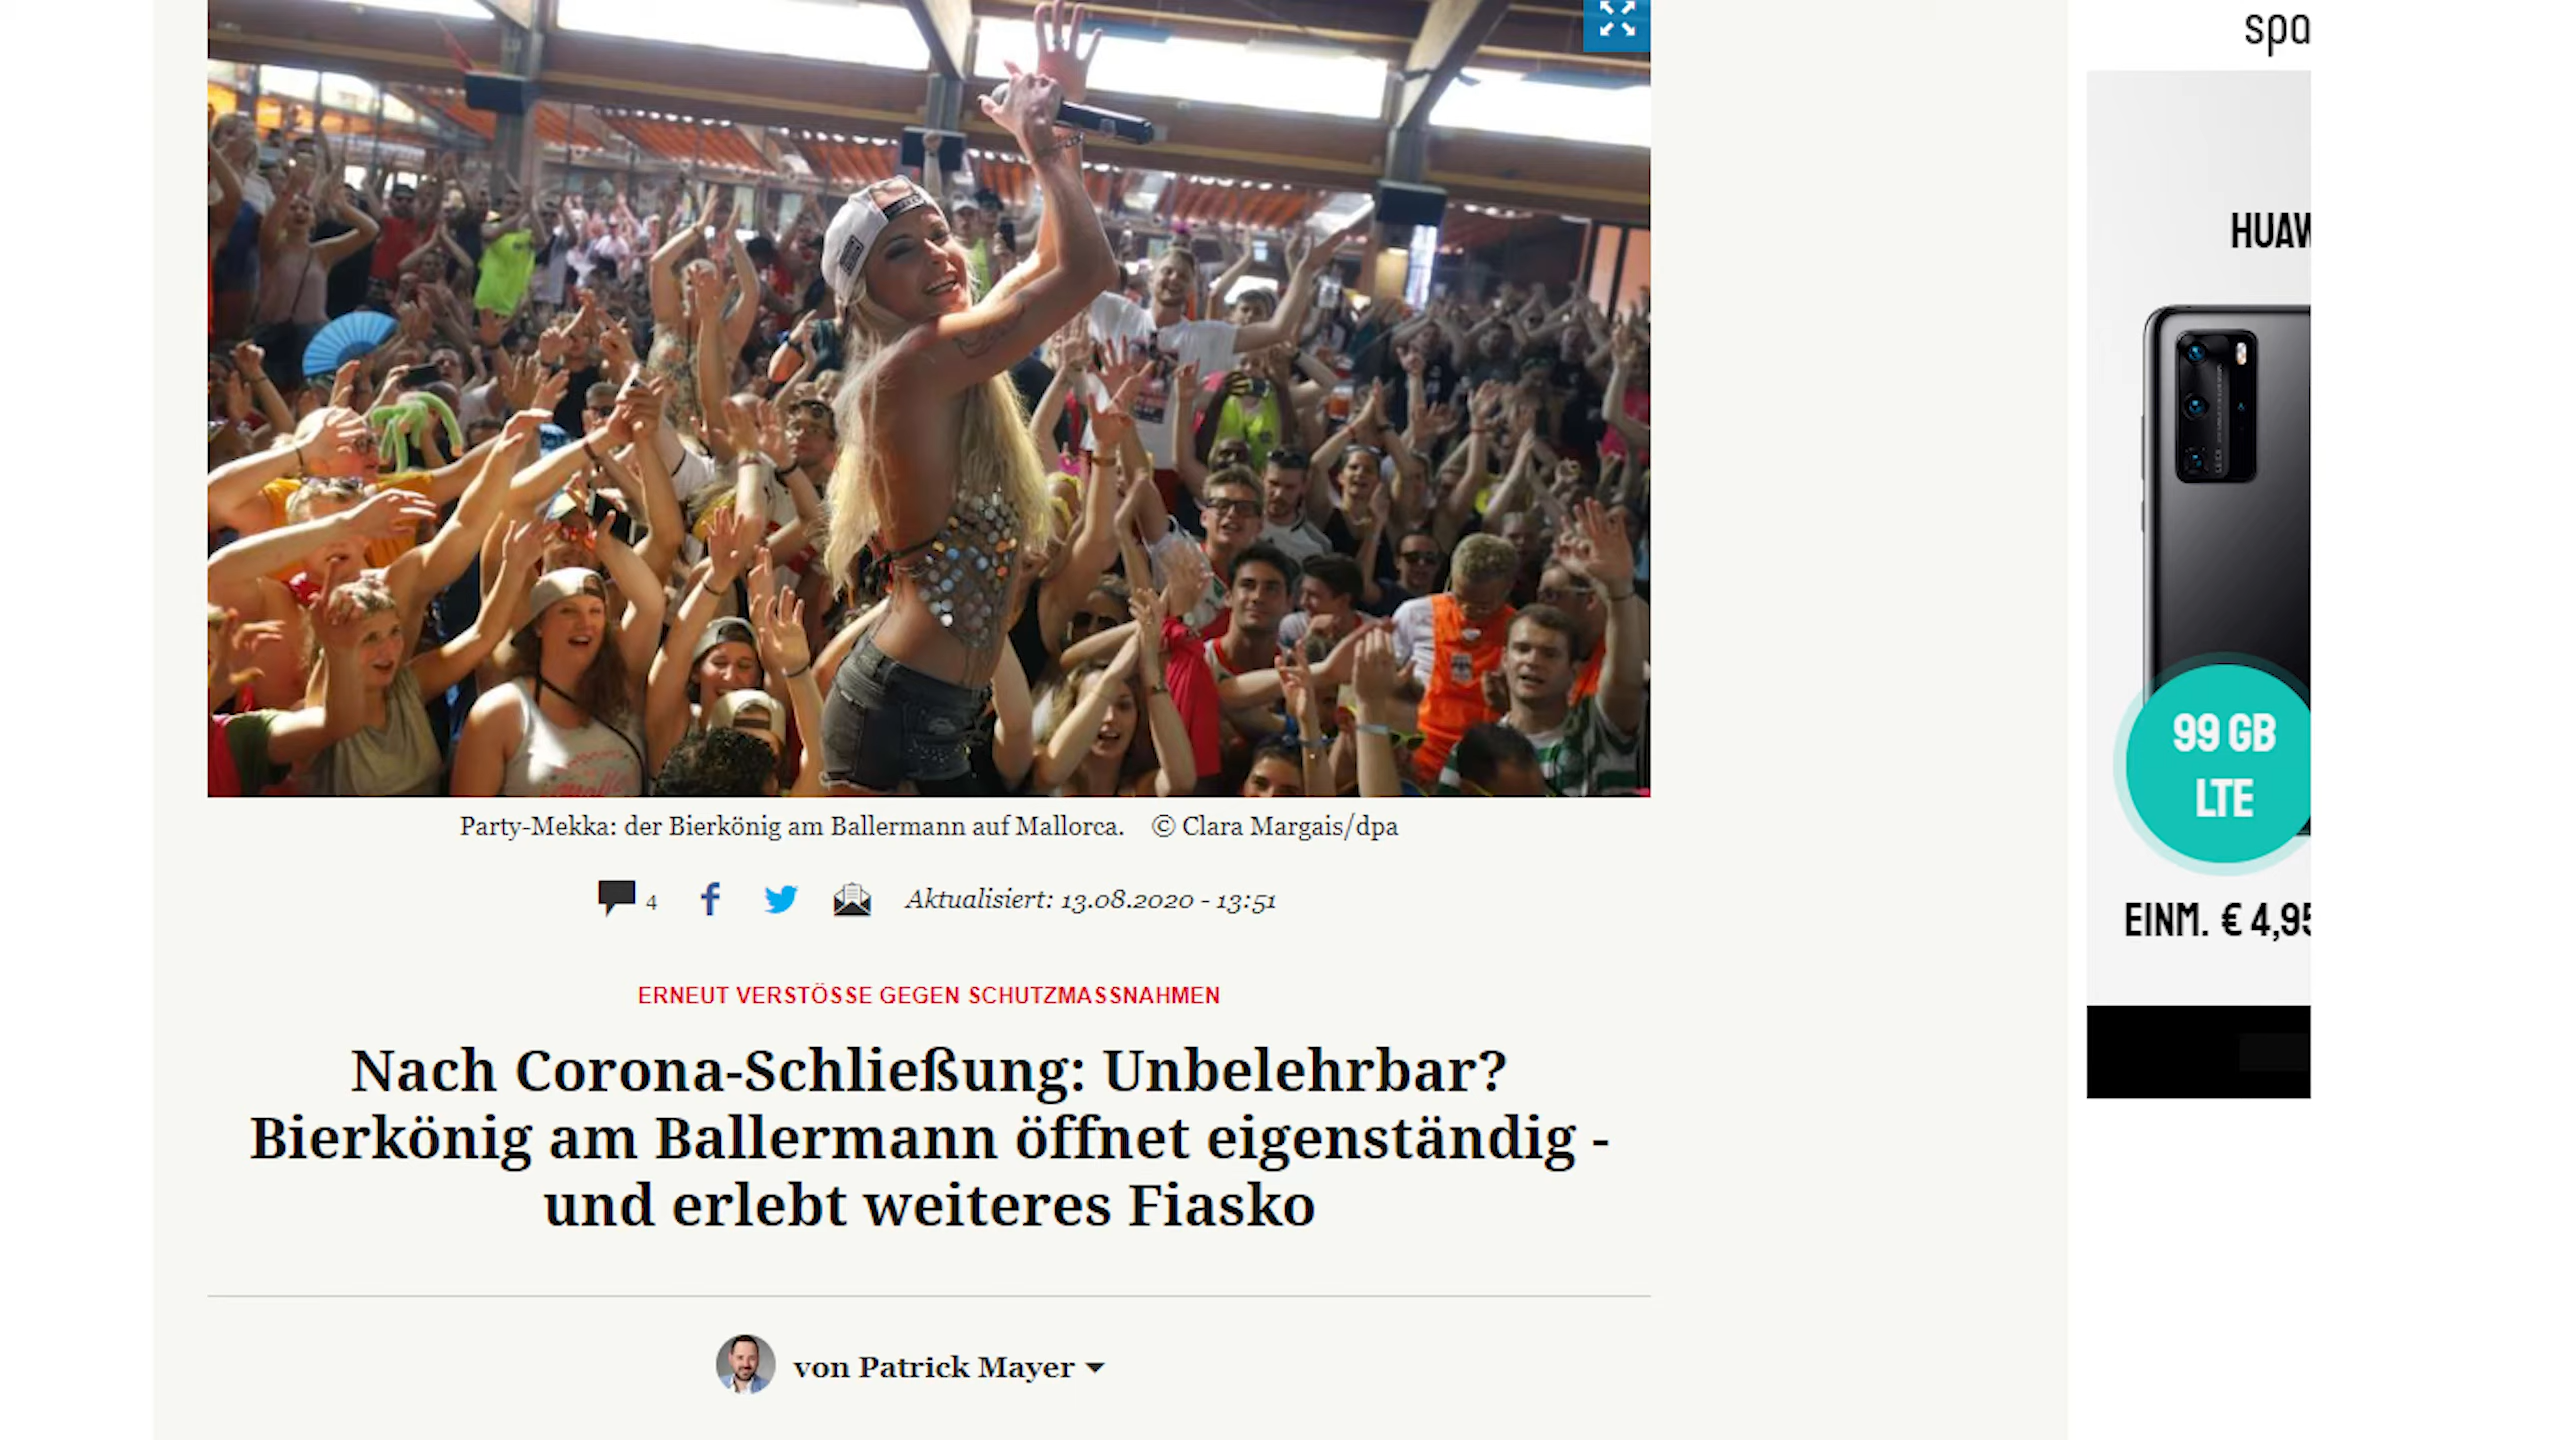 spa
HUAW
Party-Mekka: der Bierkönig am Ballermann auf Mallorca. © Clara Margais/dpa
4 Aktualisiert: 13.08.2020 - 13:51
99 GB
LTE
EINM. € 4,95
ERNEUT VERSTÖSSE GEGEN SCHUTZMASSNAHMEN
Nach Corona-Schließung: Unbelehrbar?
Bierkönig am Ballermann öffnet eigenständig -
und erlebt weiteres Fiasko
von Patrick Mayer